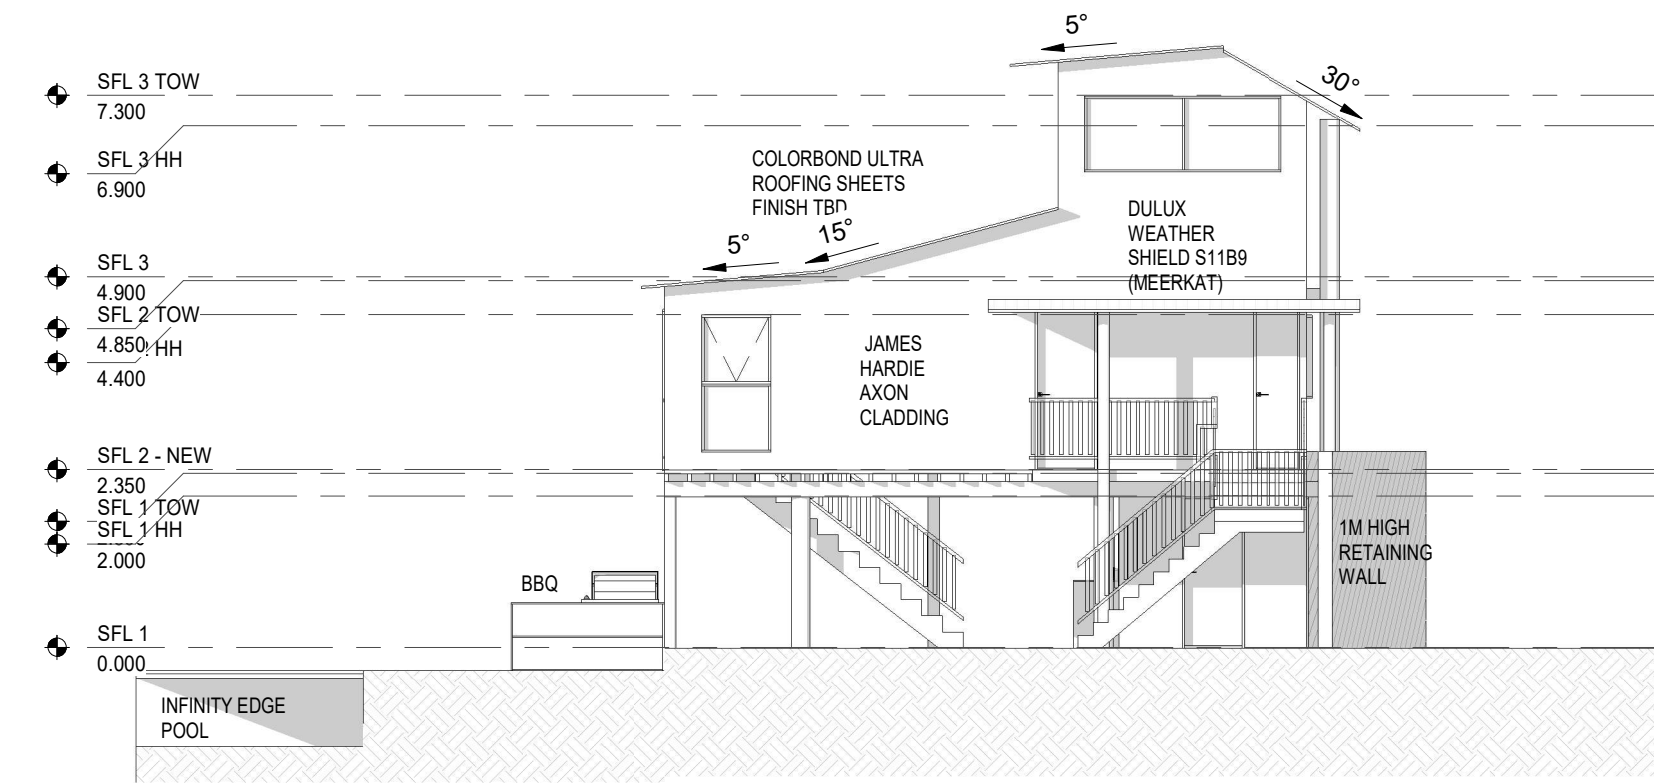 5°
30°
SFL 3 TOW
7.300
SFL 3 HH
6.900
COLORBOND ULTRA
ROOFING SHEETS
FINISH TBD
5°
15°
DULUX
WEATHER
SHIELD S11B9
(MEERKAT)
SFL 3
4.900
SFL 2 TOW
4.850
HH
4.400
JAMES
HARDIE
AXON
CLADDING
SFL 2 - NEW
2.350
SFL 1 TOW
SFL 1 HH
2.000
1M HIGH
RETAINING
WALL
BBQ
SFL 1
0.000
INFINITY EDGE
POOL